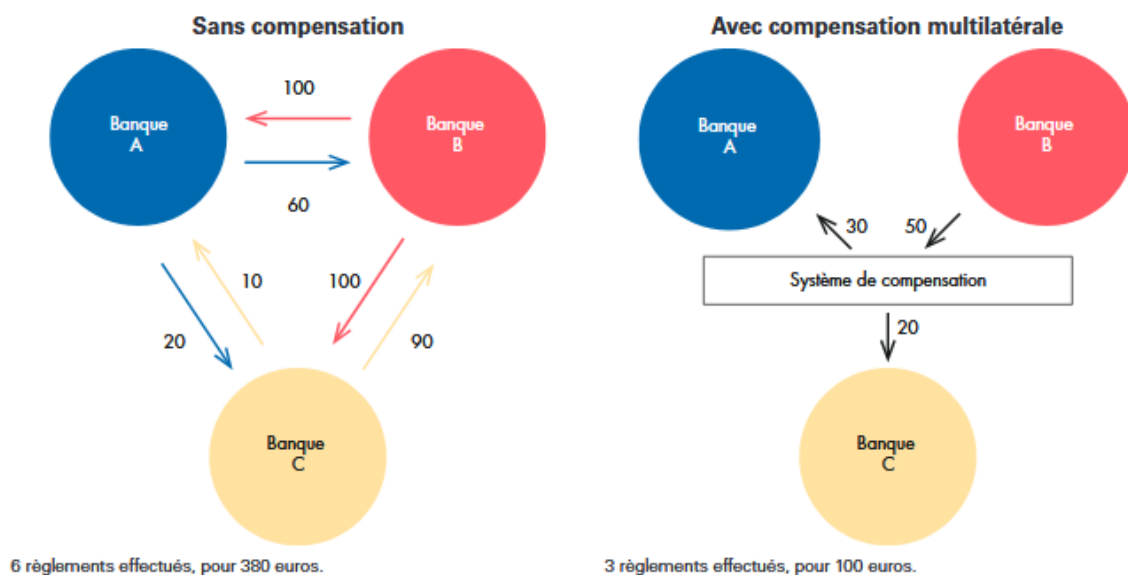 Sans compensation
Banque
A
100
60
Banque
B
20
10
100
90
Banque
C
6 règlements effectués, pour 380 euros.
Avec compensation multilatérale
Banque
A
Banque
B
30
50
Système de compensation
20
Banque
C
3 règlements effectués, pour 100 euros.